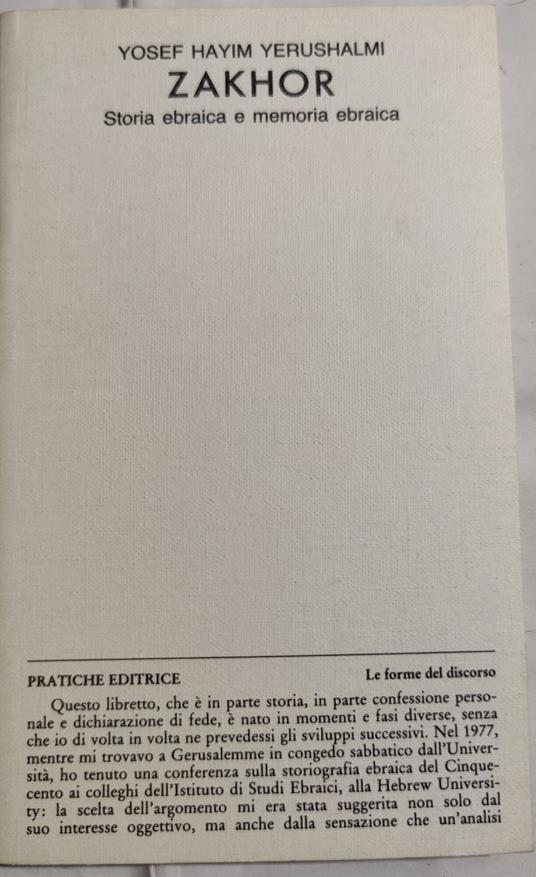 YOSEF HAYIM YERUSHALMI
ZAKHOR
Storia ebraica e memoria ebraica
PRATICHE EDITRICE
Le forme del discorso
Questo libretto, che è in parte storia, in parte confessione perso-
nale e dichiarazione di fede, è nato in momenti e fasi diverse, senza
che io di volta in volta ne prevedessi gli sviluppi successivi. Nel 1977,
mentre mi trovavo a Gerusalemme in congedo sabbatico dall'Univer-
sità, ho tenuto una conferenza sulla storiografia ebraica del Cinque-
cento ai colleghi dell'Istituto di Studi Ebraici, alla Hebrew Universi-
ty: la scelta dell'argomento mi era stata suggerita non solo dal
suo interesse oggettivo, ma anche dalla sensazione che un'analisi